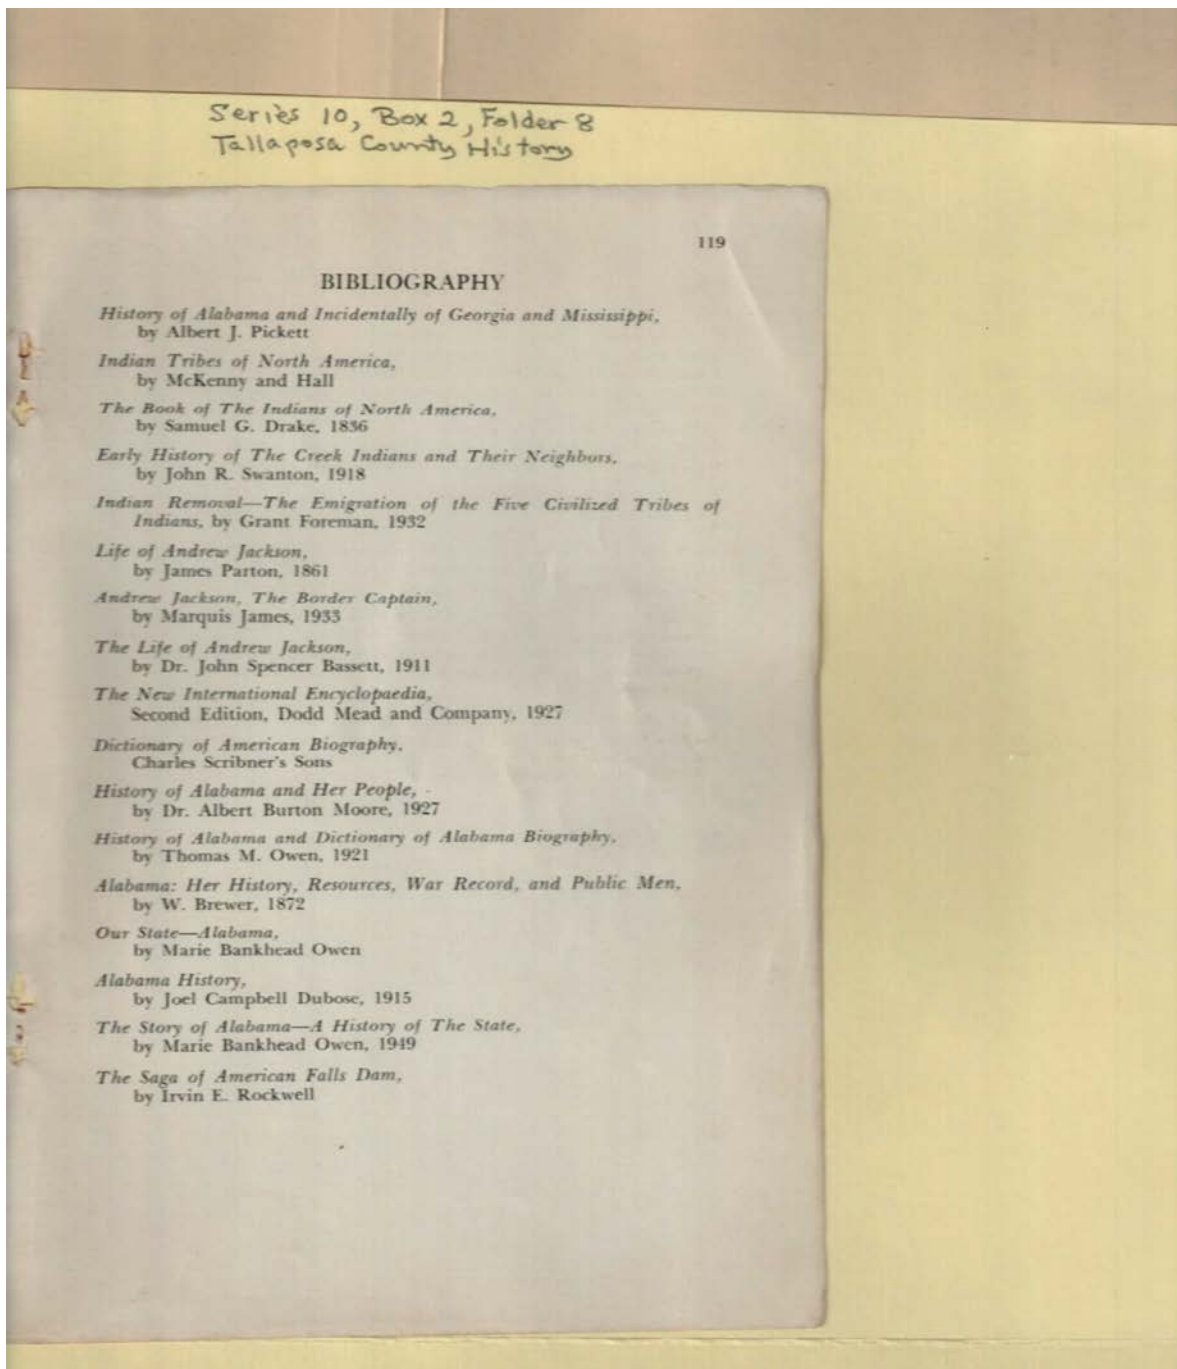 Series 10, Box 2, Folder 8
Tallaposa County History
119
BIBLIOGRAPHY
History of Alabama and Incidentally of Georgia and Mississippi,
by Albert J. Pickett
Indian Tribes of North America,
by McKenny and Hall
The Book of The Indians of North America,
by Samuel G. Drake, 1836
Early History of The Creek Indians and Their Neighbors,
by John R. Swanton, 1918
Indian Removal—The Emigration of the Five Civilized Tribes of
Indians, by Grant Foreman, 1932
Life of Andrew Jackson,
by James Parton, 1861
Andrew Jackson, The Border Captain,
by Marquis James, 1933
The Life of Andrew Jackson,
by Dr. John Spencer Bassett, 1911
The New International Encyclopaedia,
Second Edition, Dodd Mead and Company, 1927
Dictionary of American Biography,
Charles Scribner's Sons
History of Alabama and Her People,
by Dr. Albert Burton Moore, 1927
History of Alabama and Dictionary of Alabama Biography,
by Thomas M. Owen, 1921
Alabama: Her History, Resources, War Record, and Public Men,
by W. Brewer, 1872
Our State—Alabama,
by Marie Bankhead Owen
Alabama History,
by Joel Campbell Dubose, 1915
The Story of Alabama—A History of The State,
by Marie Bankhead Owen, 1949
The Saga of American Falls Dam,
by Irvin E. Rockwell